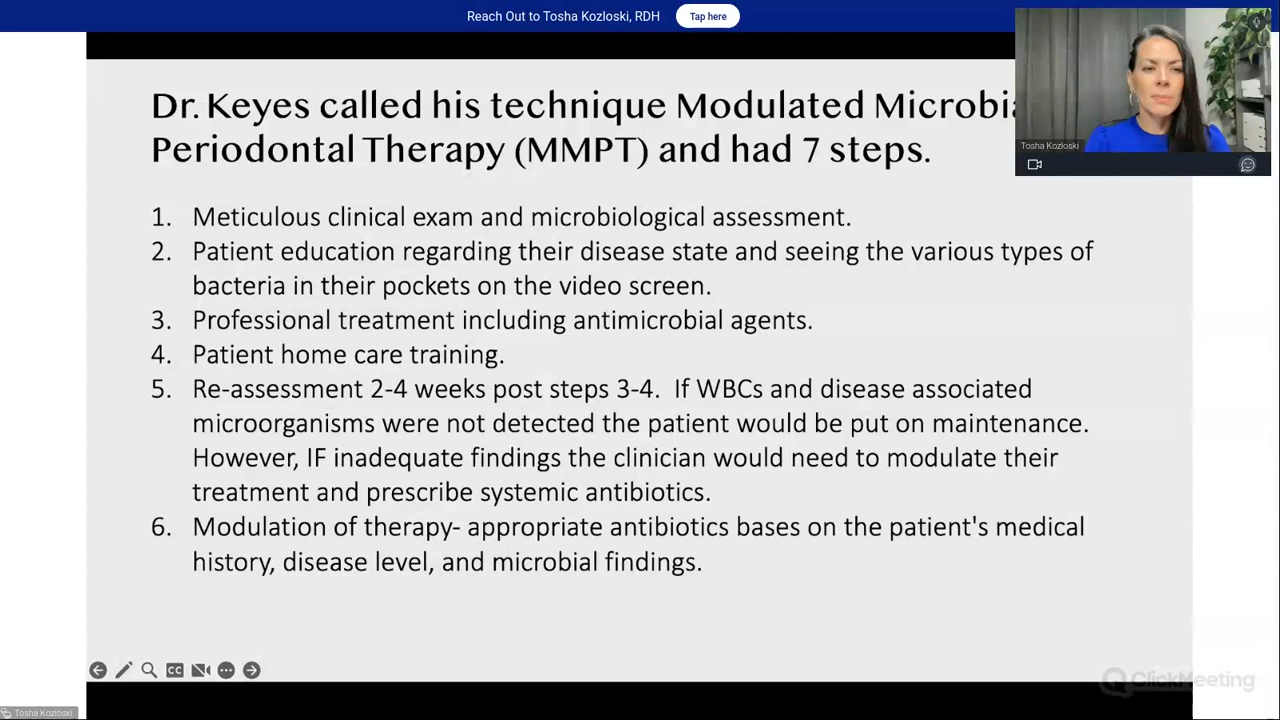 Reach Out to Tosha Kozloski, RDH Tap here
Dr. Keyes called his technique Modulated Microbia
Periodontal Therapy (MMPT) and had 7 steps.
Tosha Kozloski
1. Meticulous clinical exam and microbiological assessment.
2. Patient education regarding their disease state and seeing the various types of
bacteria in their pockets on the video screen.
3. Professional treatment including antimicrobial agents.
4. Patient home care training.
5. Re-assessment 2-4 weeks post steps 3-4. If WBCs and disease associated
microorganisms were not detected the patient would be put on maintenance.
However, IF inadequate findings the clinician would need to modulate their
treatment and prescribe systemic antibiotics.
6. Modulation of therapy- appropriate antibiotics bases on the patient's medical
history, disease level, and microbial findings.
CC
ClickMeeting
Tosha Kozloski